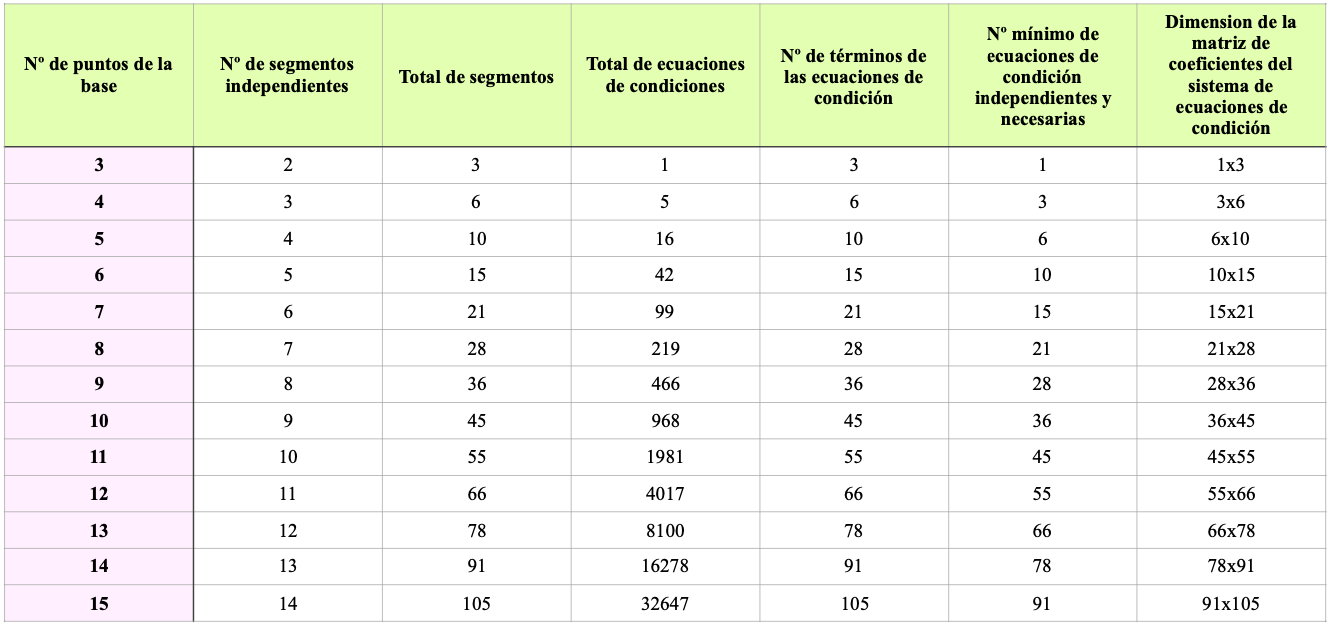 Nº de puntos de la
base
Nº de segmentos
independientes
Total de segmentos
Total de ecuaciones
de condiciones
Nº de términos de
las ecuaciones de
condición
Nº mínimo de
ecuaciones de
condición
independientes y
necesarias
Dimension de la
matriz de
coeficientes del
sistema de
ecuaciones de
condición
3 2 3 1 3 1 1x3
4 3 6 5 6 3 3x6
5 4 10 16 10 6 6x10
6 5 15 42 15 10 10x15
7 6 21 99 21 15 15x21
8 7 28 219 28 21 21x28
9 8 36 466 36 28 28x36
10 9 45 968 45 36 36x45
11 10 55 1981 55 45 45x55
12 11 66 4017 66 55 55x66
13 12 78 8100 78 66 66x78
14 13 91 16278 91 78 78x91
15 14 105 32647 105 91 91x105